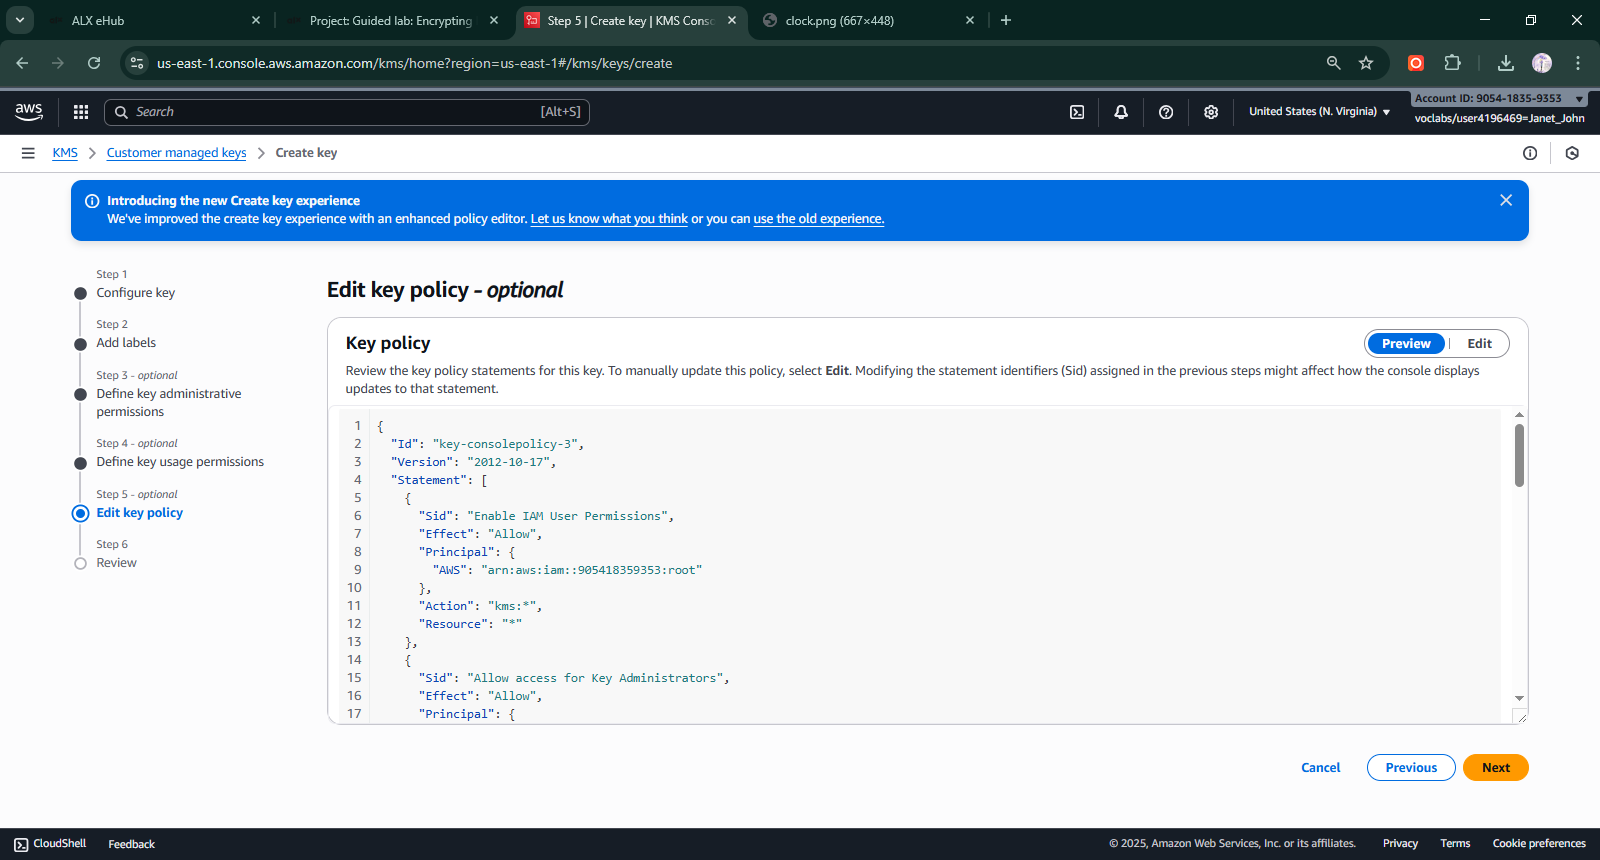 ALX eHub
Project: Guided lab: Encrypting
Step 5 | Create key | KMS Conso
clock.png (667×448)
us-east-1.console.aws.amazon.com/kms/home?region=us-east-1#/kms/keys/create
aws
Search
[Alt+S]
United States (N. Virginia)
Account ID: 9054-1835-9353
voclabs/user4196469=Janet_John
KMS
Customer managed keys
Create key
Introducing the new Create key experience
We've improved the create key experience with an enhanced policy editor. Let us know what you think or you can use the old experience.
Step 1
Configure key
Step 2
Add labels
Step 3 - optional
Define key administrative
permissions
Step 4 - optional
Define key usage permissions
Step 5 - optional
Edit key policy
Step 6
Review
Edit key policy - optional
Key policy
Preview
Edit
Review the key policy statements for this key. To manually update this policy, select Edit. Modifying the statement identifiers (Sid) assigned in the previous steps might affect how the console displays
updates to that statement.
1 {
2 "Id": "key-consolepolicy-3",
3 "Version": "2012-10-17",
4 "Statement": [
5 {
6 "Sid": "Enable IAM User Permissions",
7 "Effect": "Allow",
8 "Principal": {
9 "AWS": "arn:aws:iam::905418359353:root"
10 },
11 "Action": "kms:*",
12 "Resource": "*"
13 },
14 {
15 "Sid": "Allow access for Key Administrators",
16 "Effect": "Allow",
17 "Principal": {
Cancel
Previous
Next
CloudShell
Feedback
© 2025, Amazon Web Services, Inc. or its affiliates.
Privacy
Terms
Cookie preferences